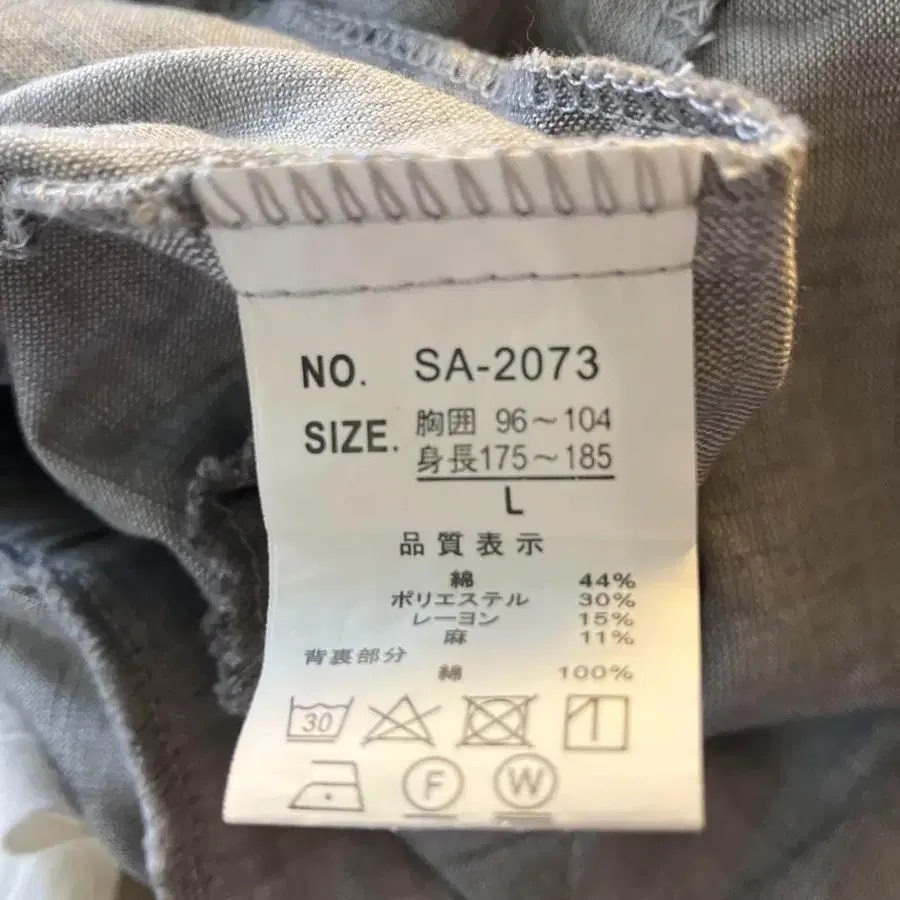 NO. SA-2073
SIZE. 胸囲 96～104
身長175～185
L
品質表示
綿 44%
ポリエステル 30%
レーヨン 15%
麻 11%
背裏部分
綿 100%
30
F W